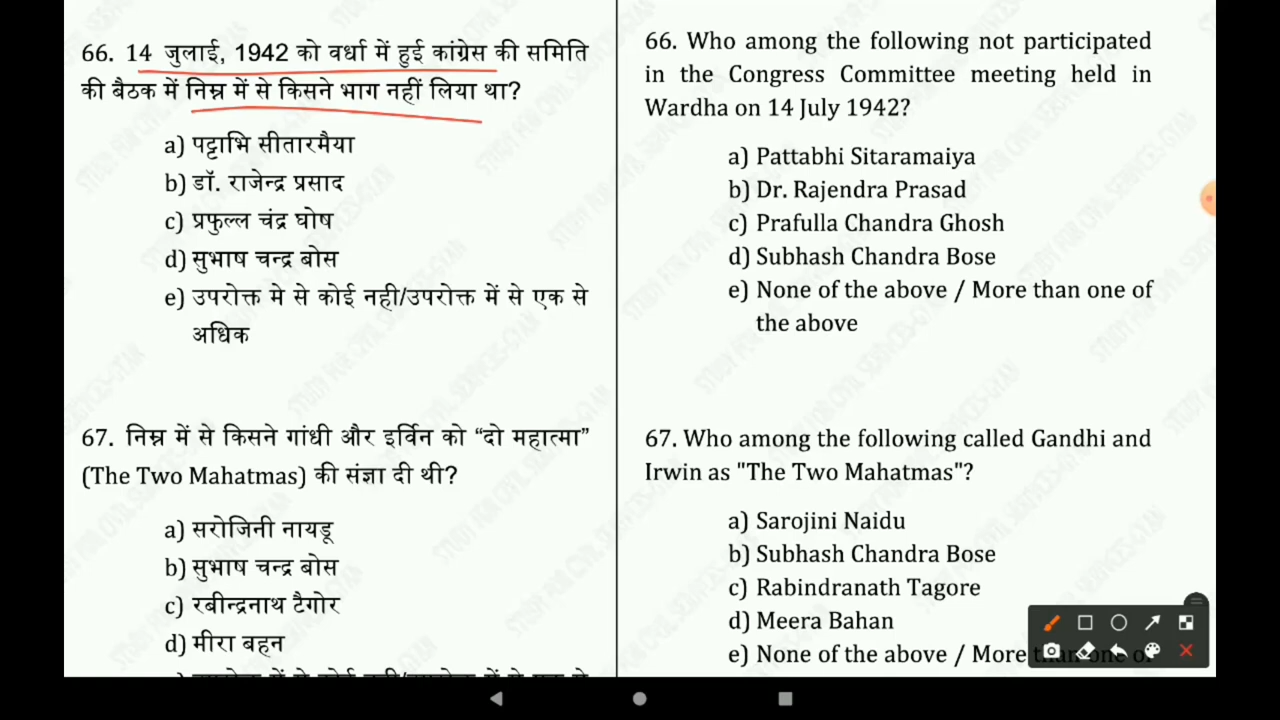 66. 14 जुलाई, 1942 को वर्धा में हुई कांग्रेस की समिति
की बैठक में निम्न में से किसने भाग नहीं लिया था?
a) पट्टाभि सीतारमैया
b) डॉ. राजेन्द्र प्रसाद
c) प्रफुल्ल चंद्र घोष
d) सुभाष चन्द्र बोस
e) उपरोक्त मे से कोई नही/उपरोक्त में से एक से
अधिक
67. निम्न में से किसने गांधी और इर्विन को “दो महात्मा”
(The Two Mahatmas) की संज्ञा दी थी?
a) सरोजिनी नायडू
b) सुभाष चन्द्र बोस
c) रबीन्द्रनाथ टैगोर
d) मीरा बहन
66. Who among the following not participated
in the Congress Committee meeting held in
Wardha on 14 July 1942?
a) Pattabhi Sitaramaiya
b) Dr. Rajendra Prasad
c) Prafulla Chandra Ghosh
d) Subhash Chandra Bose
e) None of the above / More than one of
the above
67. Who among the following called Gandhi and
Irwin as "The Two Mahatmas"?
a) Sarojini Naidu
b) Subhash Chandra Bose
c) Rabindranath Tagore
d) Meera Bahan
e) None of the above / More than one of